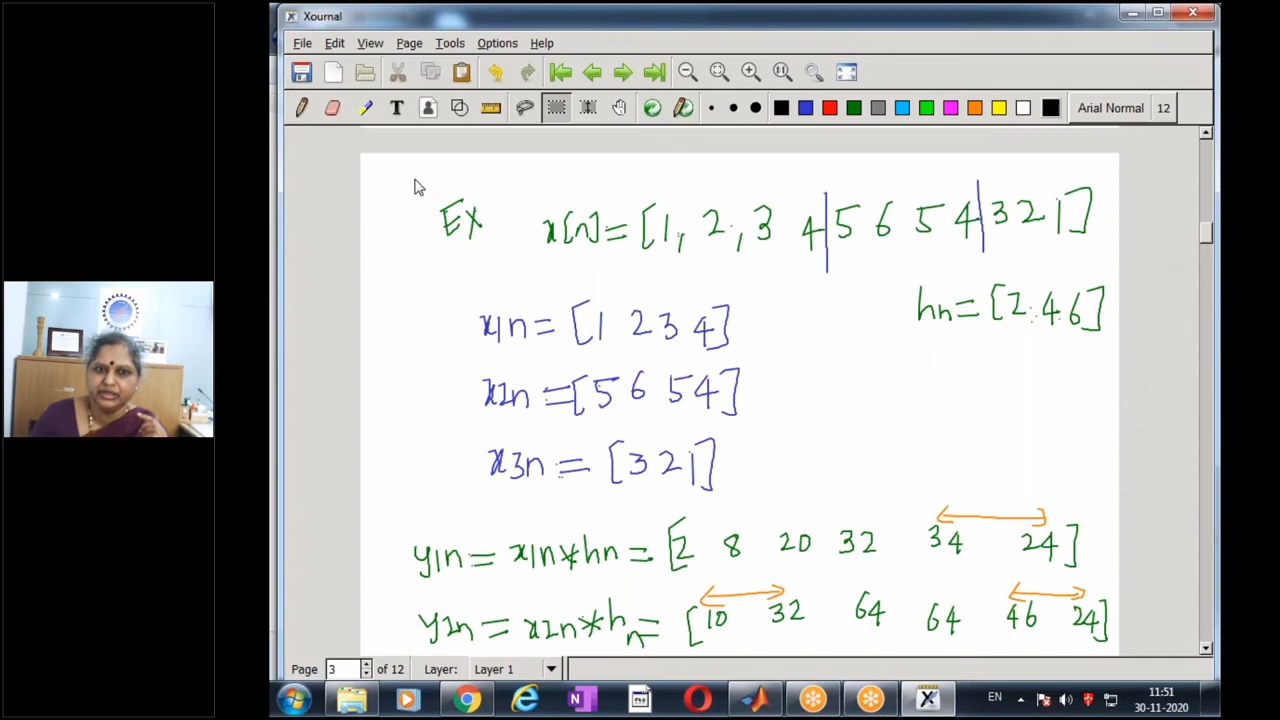 Xournal
File Edit View Page Tools Options Help
Arial Normal 12
EX x[n]=[1, 2, 3 4|5 6 5 4|3 2 1]
hn=[2 4 6]
x1n=[1 2 3 4]
x2n=[5 6 5 4]
x3n=[3 2 1]
y1n=x1n*hn=[2 8 20 32 34 24]
y2n=x2n*hn=[10 32 64 64 46 24]
Page 3 of 12 Layer: Layer 1
EN 11:51
30-11-2020